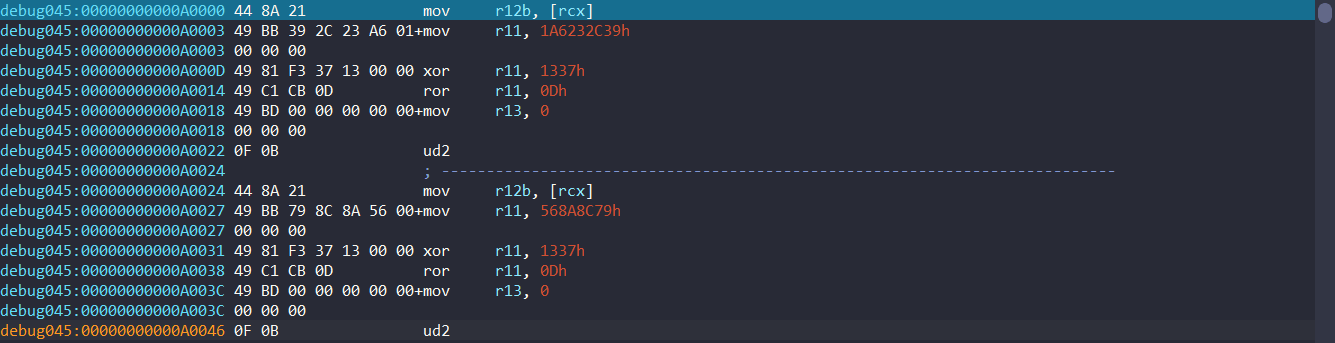 debug045:00000000000A0000 44 8A 21 mov r12b, [rcx]
debug045:00000000000A0003 49 BB 39 2C 23 A6 01+mov r11, 1A6232C39h
debug045:00000000000A0003 00 00 00
debug045:00000000000A000D 49 81 F3 37 13 00 00 xor r11, 1337h
debug045:00000000000A0014 49 C1 CB 0D ror r11, 0Dh
debug045:00000000000A0018 49 BD 00 00 00 00 00+mov r13, 0
debug045:00000000000A0018 00 00 00
debug045:00000000000A0022 0F 0B ud2
debug045:00000000000A0024 ; ---------------------------------------------------------------------------
debug045:00000000000A0024 44 8A 21 mov r12b, [rcx]
debug045:00000000000A0027 49 BB 79 8C 8A 56 00+mov r11, 568A8C79h
debug045:00000000000A0027 00 00 00
debug045:00000000000A0031 49 81 F3 37 13 00 00 xor r11, 1337h
debug045:00000000000A0038 49 C1 CB 0D ror r11, 0Dh
debug045:00000000000A003C 49 BD 00 00 00 00 00+mov r13, 0
debug045:00000000000A003C 00 00 00
debug045:00000000000A0046 0F 0B ud2